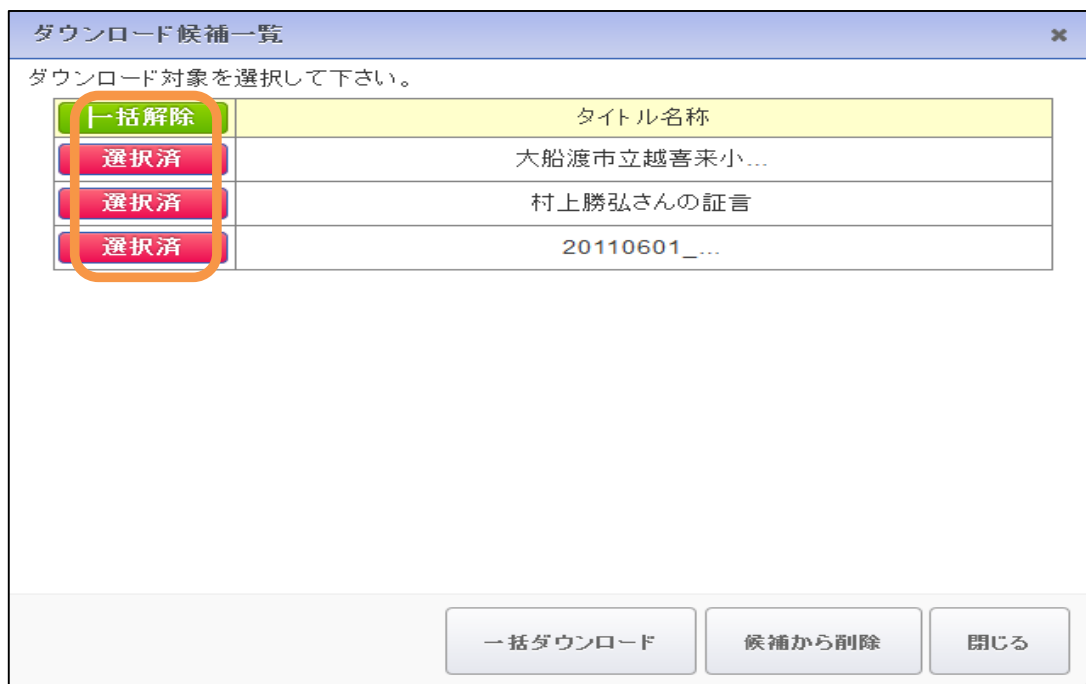 ダウンロード候補一覧
ダウンロード対象を選択して下さい。
一括解除 タイトル名称
選択済 大船渡市立越喜来小...
選択済 村上勝弘さんの証言
選択済 20110601_...
一括ダウンロード 候補から削除 閉じる